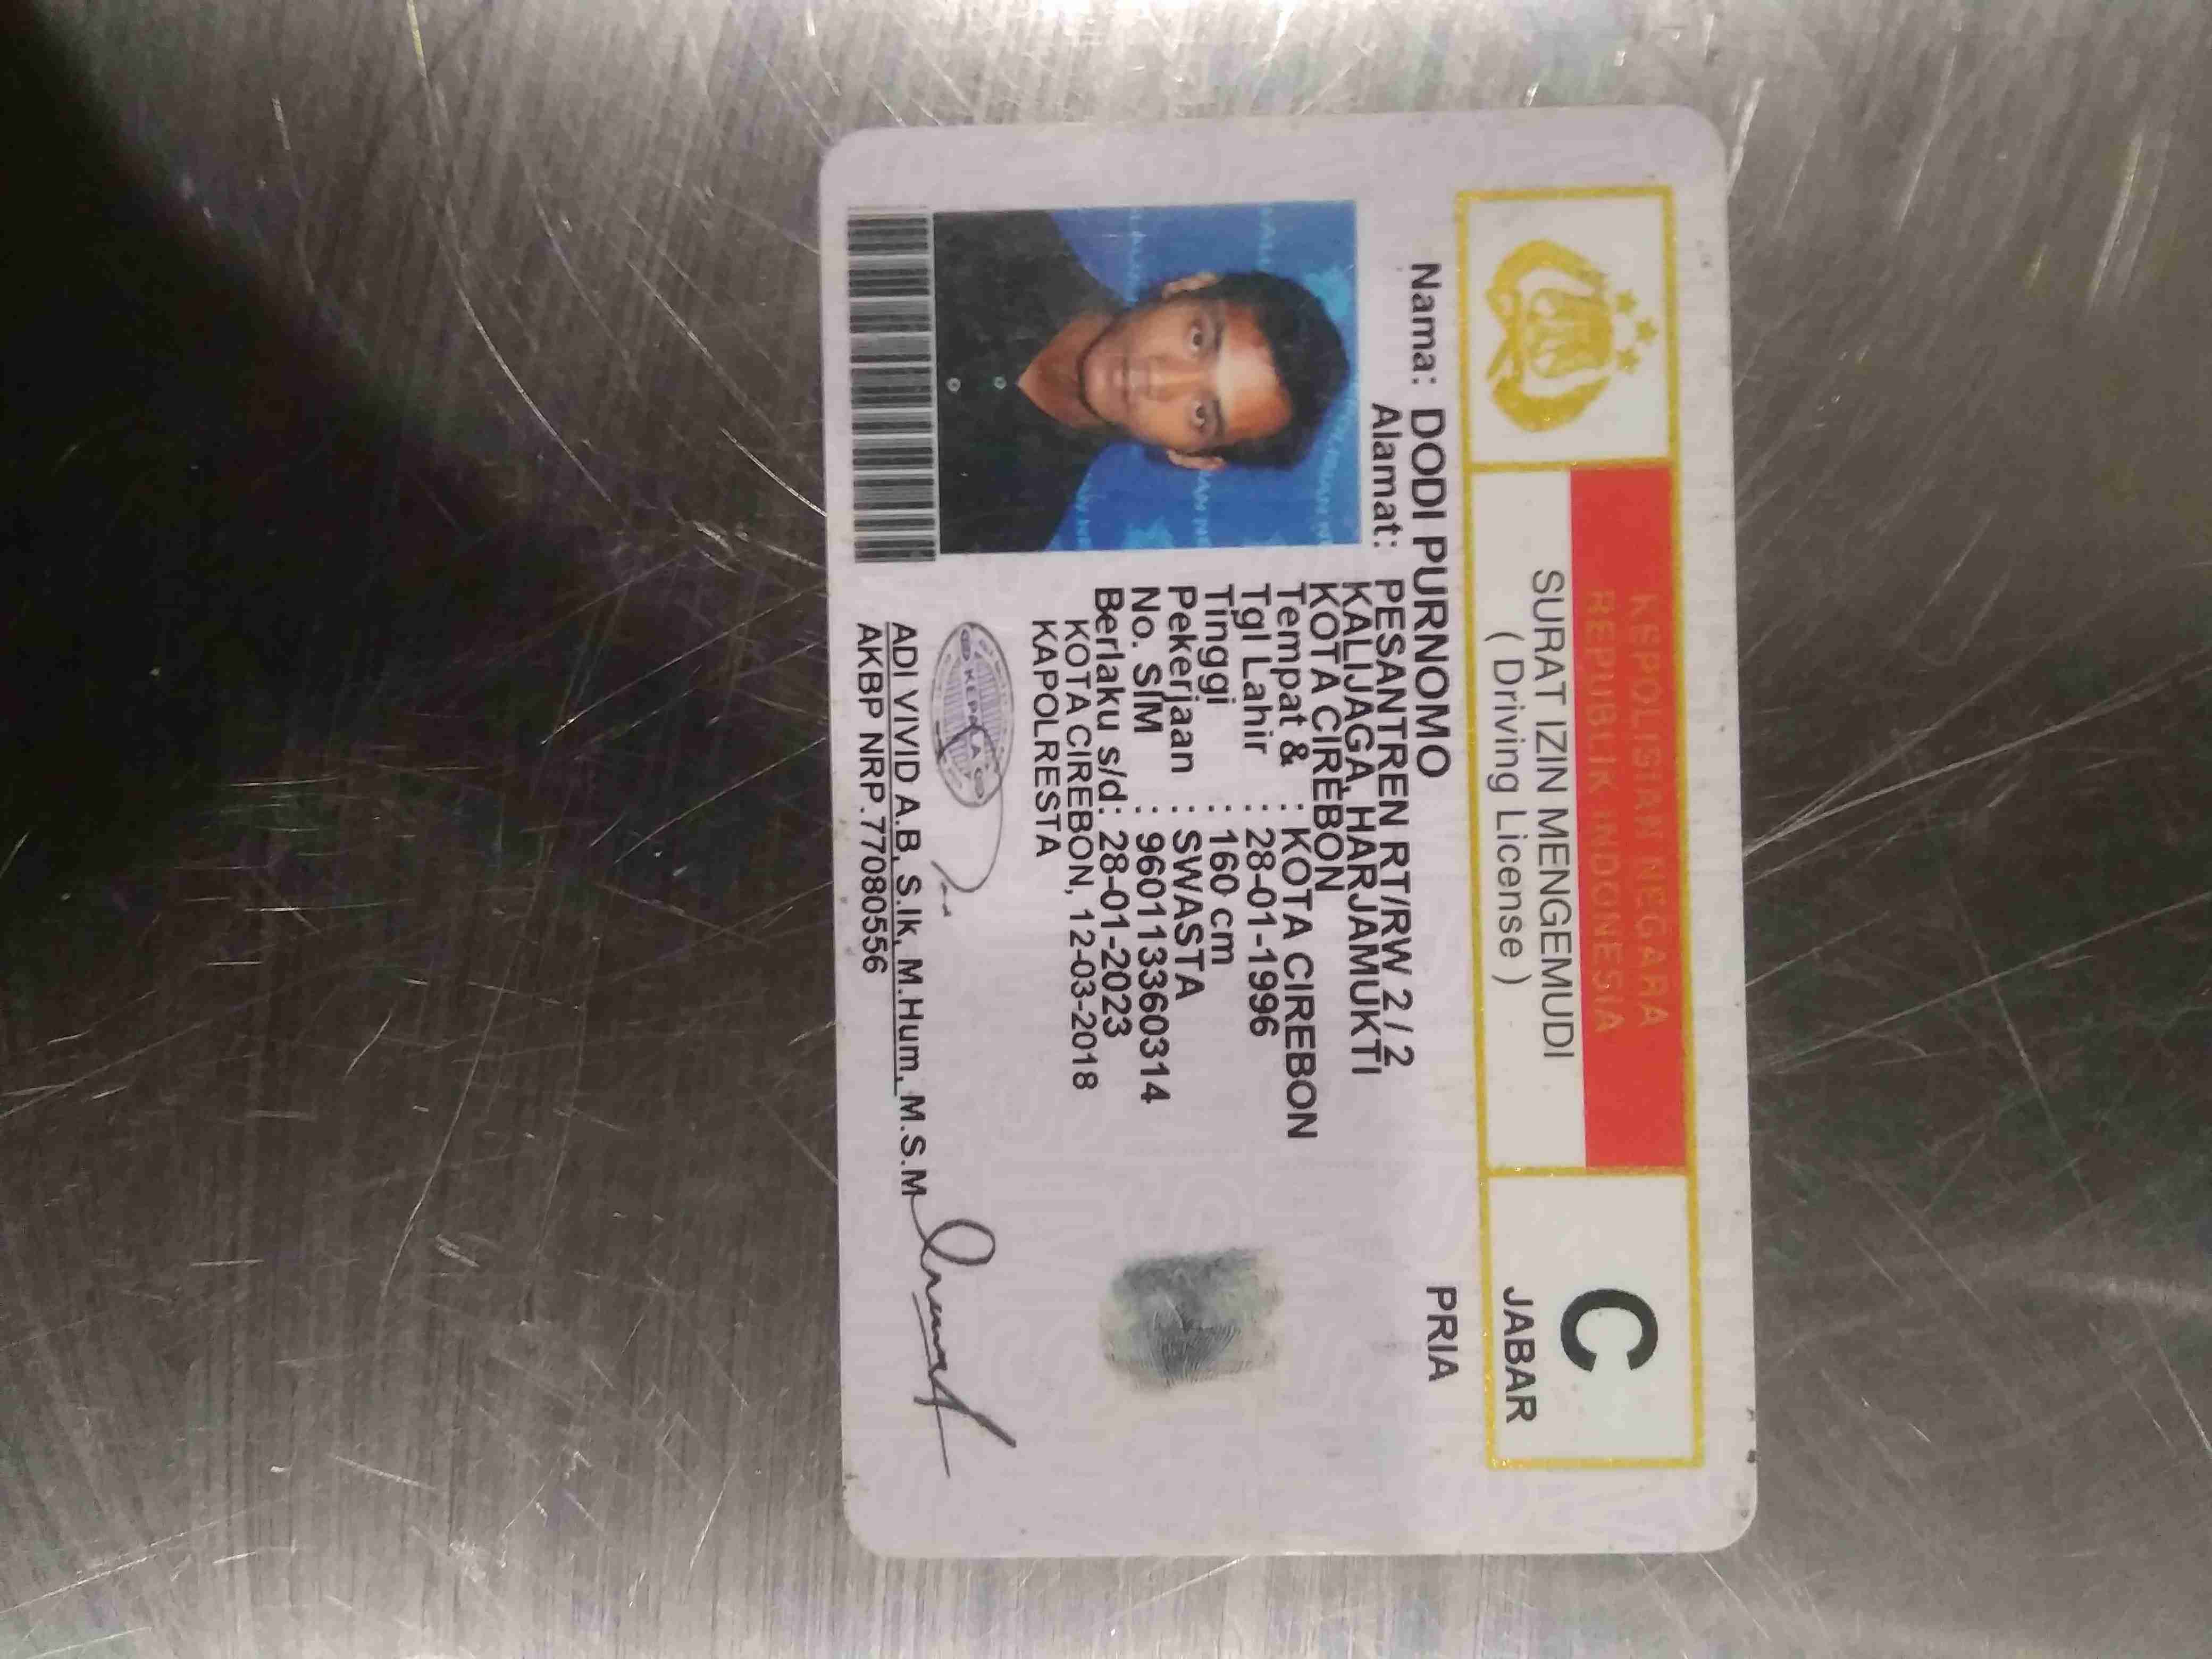 KEPOLISIAN NEGARA
REPUBLIK INDONESIA
SURAT IZIN MENGEMUDI
( Driving License )
C
JABAR
Nama: DODI PURNOMO
PRIA
Alamat: PESANTREN RT/RW 2 / 2
KALIJAGA, HARJAMUKTI
KOTA CIREBON
Tempat & : KOTA CIREBON
Tgl Lahir : 28-01-1996
Tinggi : 160 cm
Pekerjaan : SWASTA
No. SIM : 960113360314
Berlaku s/d : 28-01-2023
KOTA CIREBON, 12-03-2018
KAPOLRESTA
KEPALA
ADI VIVID A.B, S.Ik, M.Hum, M.S.M
AKBP NRP.77080556